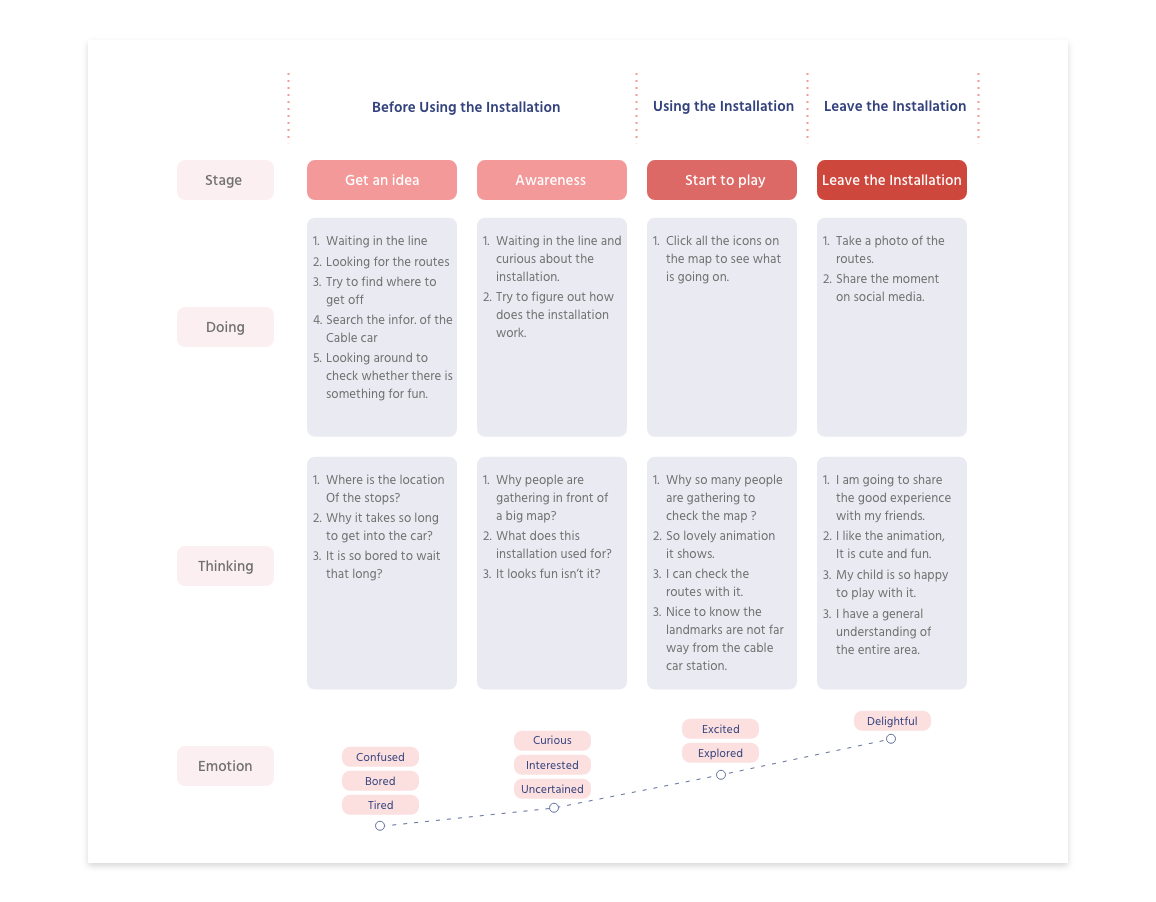 Before Using the Installation
Using the Installation
Leave the Installation
Stage
Get an idea
Awareness
Start to play
Leave the Installation
Doing
1. Waiting in the line
2. Looking for the routes
3. Try to find where to
get off
4. Search the infor. of the
Cable car
5. Looking around to
check whether there is
something for fun.
1. Waiting in the line and
curious about the
installation.
2. Try to figure out how
does the installation
work.
1. Click all the icons on
the map to see what
is going on.
1. Take a photo of the
routes.
2. Share the moment
on social media.
Thinking
1. Where is the location
Of the stops?
2. Why it takes so long
to get into the car?
3. It is so bored to wait
that long?
1. Why people are
gathering in front of
a big map?
2. What does this
installation used for?
3. It looks fun isn't it?
1. Why so many people
are gathering to
check the map ?
2. So lovely animation
it shows.
3. I can check the
routes with it.
3. Nice to know the
landmarks are not far
way from the cable
car station.
1. I am going to share
the good experience
with my friends.
2. I like the animation,
It is cute and fun.
3. My child is so happy
to play with it.
3. I have a general
understanding of
the entire area.
Emotion
Confused
Bored
Tired
Curious
Interested
Uncertained
Excited
Explored
Delightful